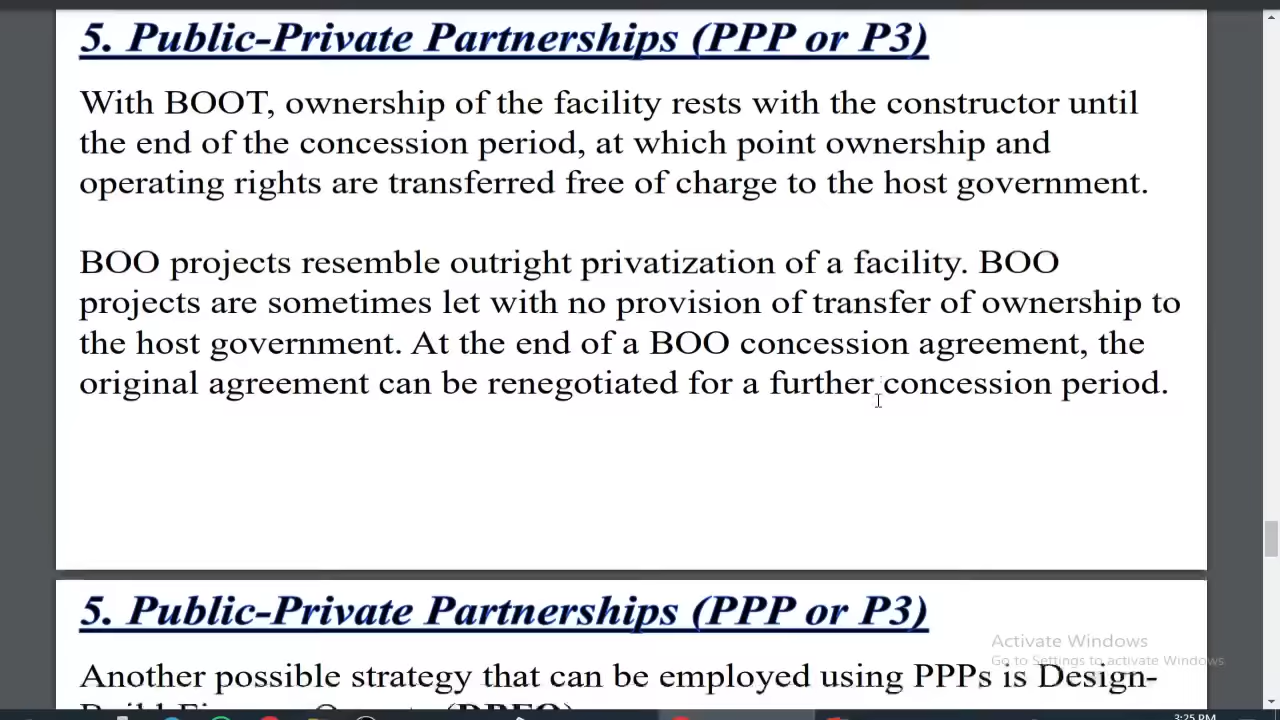 5. Public-Private Partnerships (PPP or P3)
With BOOT, ownership of the facility rests with the constructor until
the end of the concession period, at which point ownership and
operating rights are transferred free of charge to the host government.
BOO projects resemble outright privatization of a facility. BOO
projects are sometimes let with no provision of transfer of ownership to
the host government. At the end of a BOO concession agreement, the
original agreement can be renegotiated for a further concession period.
5. Public-Private Partnerships (PPP or P3)
Activate Windows
Go to Settings to activate Windows.
Another possible strategy that can be employed using PPPs is Design-
3:25 PM